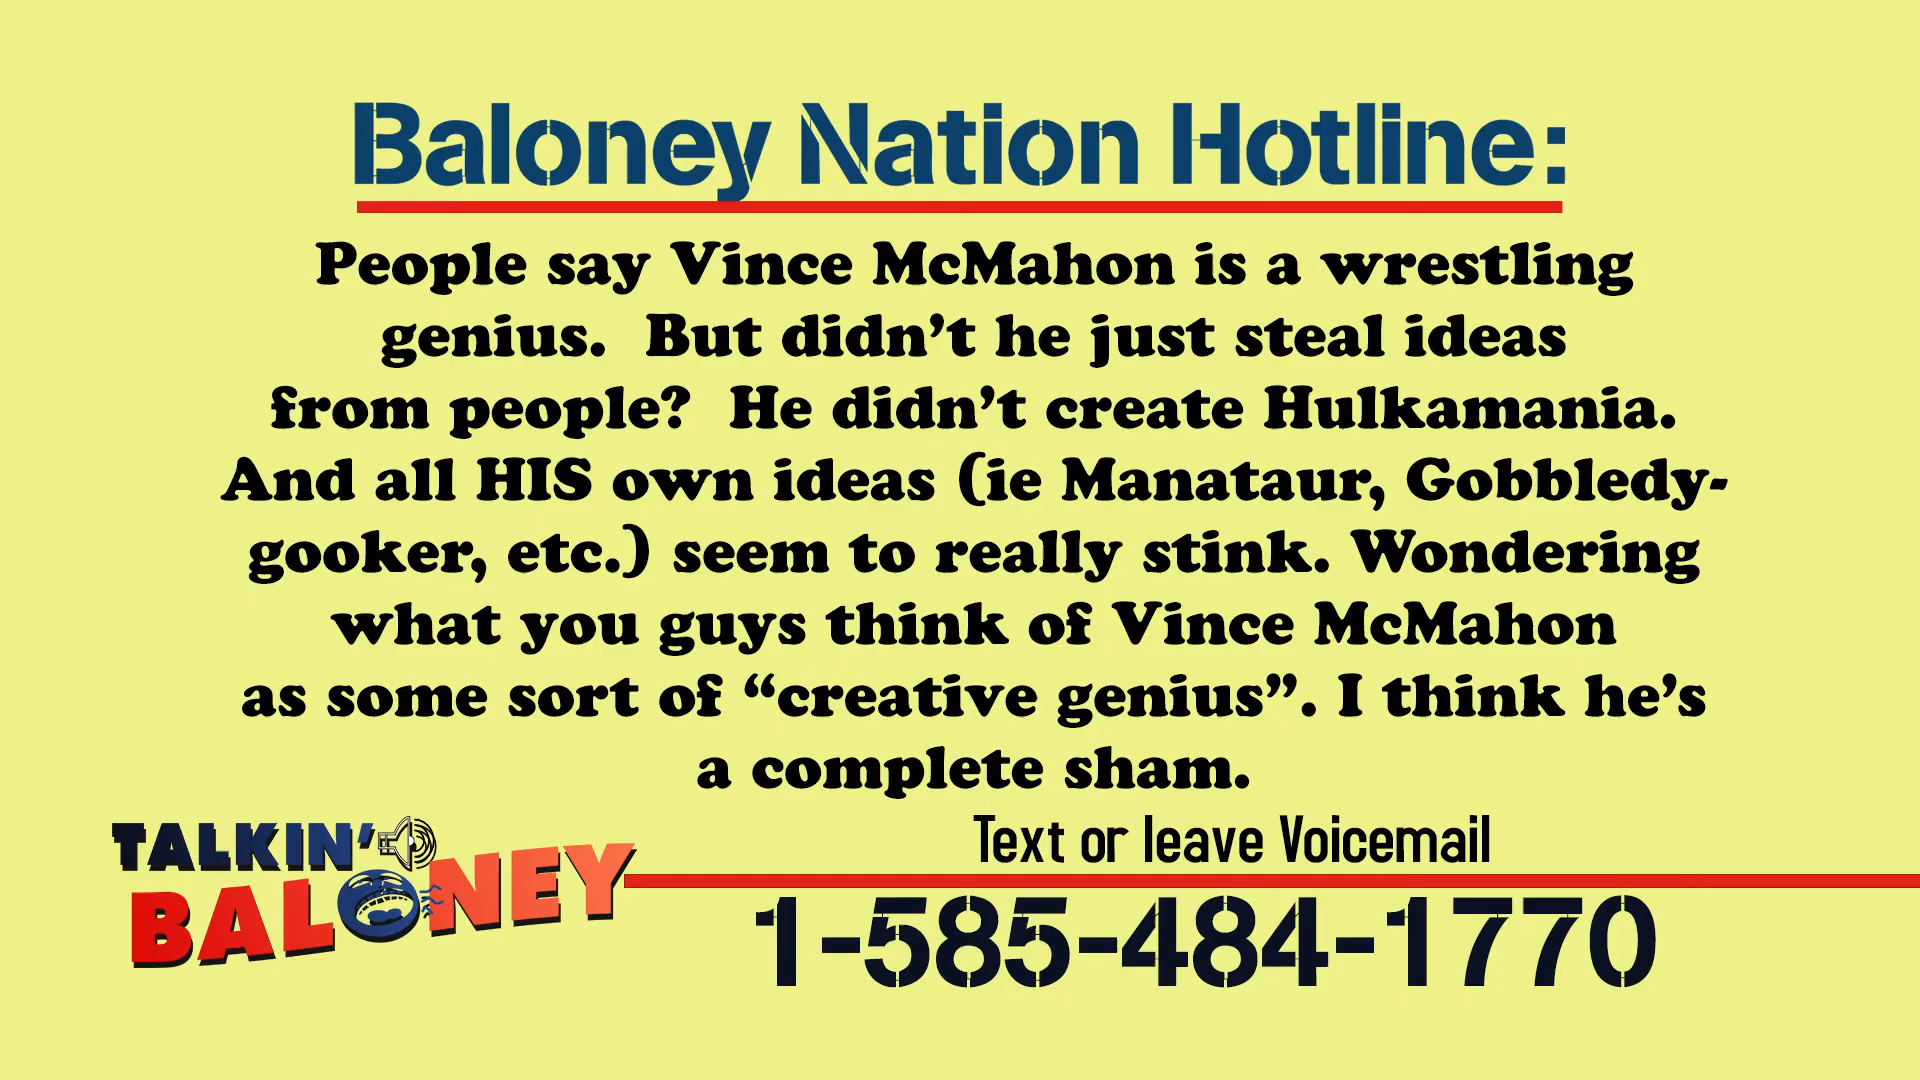 Baloney Nation Hotline:
People say Vince McMahon is a wrestling
genius.  But didn't he just steal ideas
from people?  He didn't create Hulkamania.
And all HIS own ideas (ie Manataur, Gobbledy-
gooker, etc.) seem to really stink. Wondering
what you guys think of Vince McMahon
as some sort of “creative genius”. I think he’s
a complete sham.
TALKIN’
BALONEY
Text or leave Voicemail
1-585-484-1770